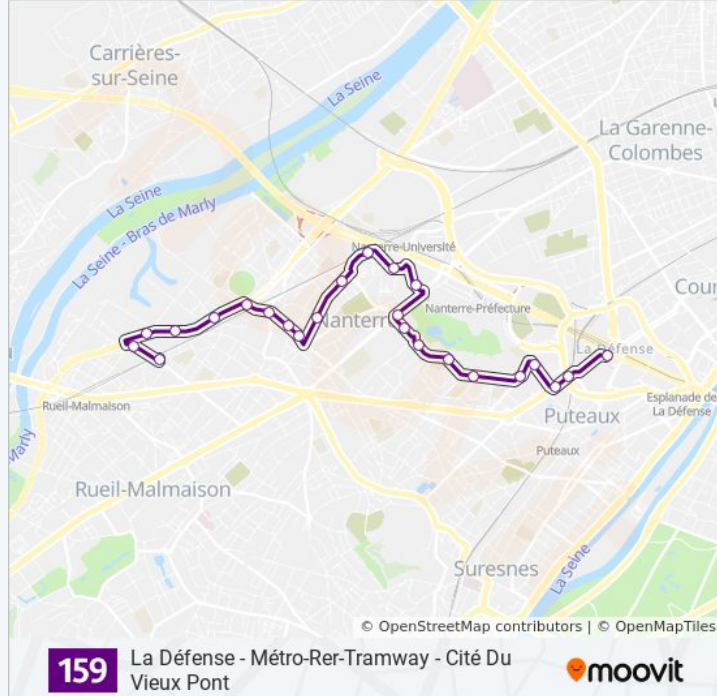 Carrières-
sur-Seine
La Seine
La Garenne-
Colombes
La Seine
La Seine - Bras de Marly
Nanterre-Université
Cour
Nanterre-Préfecture
Nanterre
La Défense
Rueil-Malmaison
Esplanade de
La Défense
Puteaux
Marly
Puteaux
Rueil-Malmaison
Suresnes
La Seine
© OpenStreetMap contributors | © OpenMapTiles
159
La Défense - Métro-Rer-Tramway - Cité Du
Vieux Pont
moovit